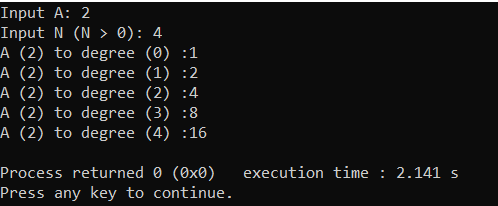 Input A: 2
Input N (N > 0): 4
A (2) to degree (0) :1
A (2) to degree (1) :2
A (2) to degree (2) :4
A (2) to degree (3) :8
A (2) to degree (4) :16
Process returned 0 (0x0)   execution time : 2.141 s
Press any key to continue.